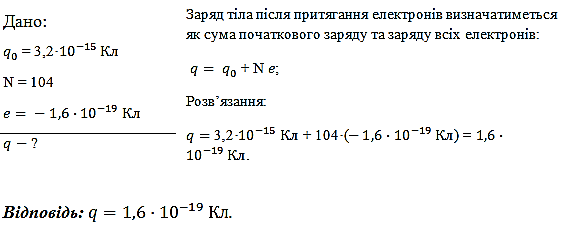 Дано:
q₀ = 3,2·10⁻¹⁵ Кл
N = 104
e = − 1,6 · 10⁻¹⁹ Кл
q − ?
Заряд тіла після притягання електронів визначатиметься
як сума початкового заряду та заряду всіх електронів:
q = q₀ + N e;
Розв’язання:
q = 3,2·10⁻¹⁵ Кл + 104·(− 1,6 · 10⁻¹⁹ Кл) = 1,6 ·
10⁻¹⁹ Кл.
Відповідь: q = 1,6 · 10⁻¹⁹ Кл.